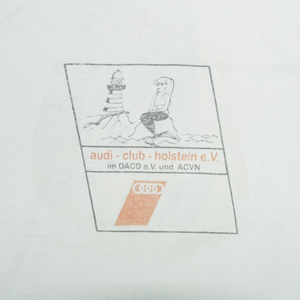 audi - club - holstein e.V.
im DACD e.V. und ACVN